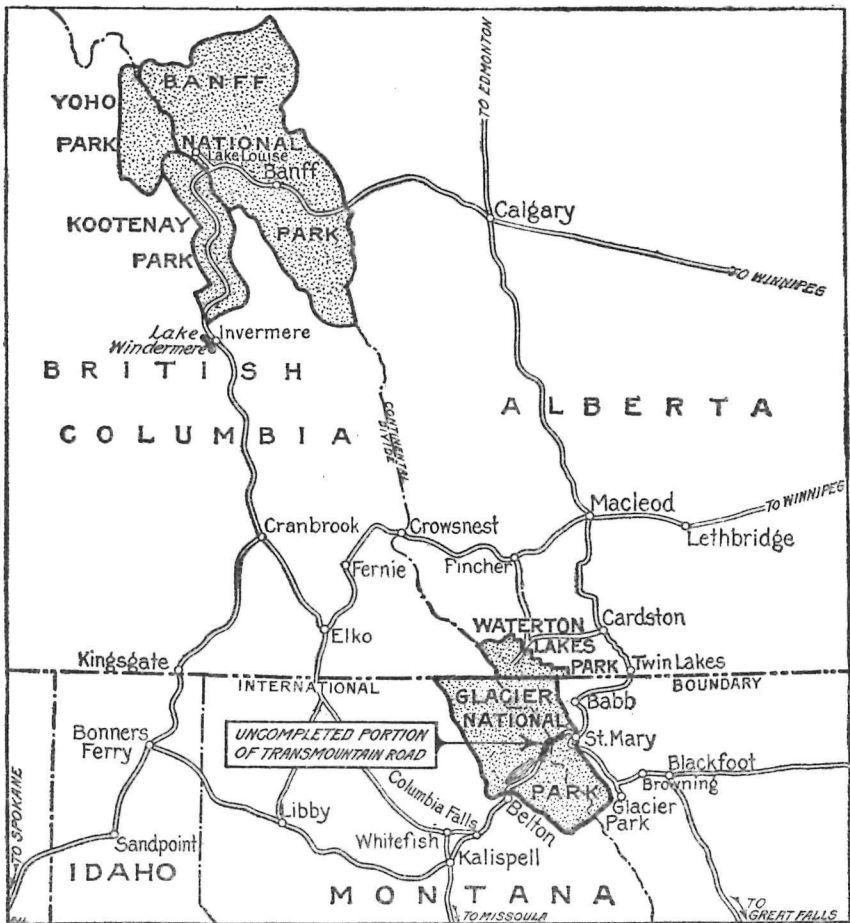 TO EDMONTON
BANFF
YOHO
PARK
NATIONAL
Lake Louise
Banff
KOOTENAY
PARK
PARK
Calgary
TO WINNIPEG
Lake
Windermere
Invermere
BRITISH
COLUMBIA
CONTINENTAL
DIVIDE
ALBERTA
Macleod
TO WINNIPEG
Lethbridge
Cranbrook
Crowsnest
Fernie
Fincher
Cardston
WATERTON
LAKES
PARK
Elko
Kingsgate
Twin Lakes
INTERNATIONAL
BOUNDARY
GLACIER
NATIONAL
Babb
UNCOMPLETED PORTION
OF TRANSMOUNTAIN ROAD
St. Mary
Bonners
Ferry
Blackfoot
Browning
PARK
Glacier
Park
Belton
Columbia Falls
Libby
Whitefish
Kalispell
TO SPOKANE
Sandpoint
IDAHO
MONTANA
TO MISSOULA
TO
GREAT FALLS